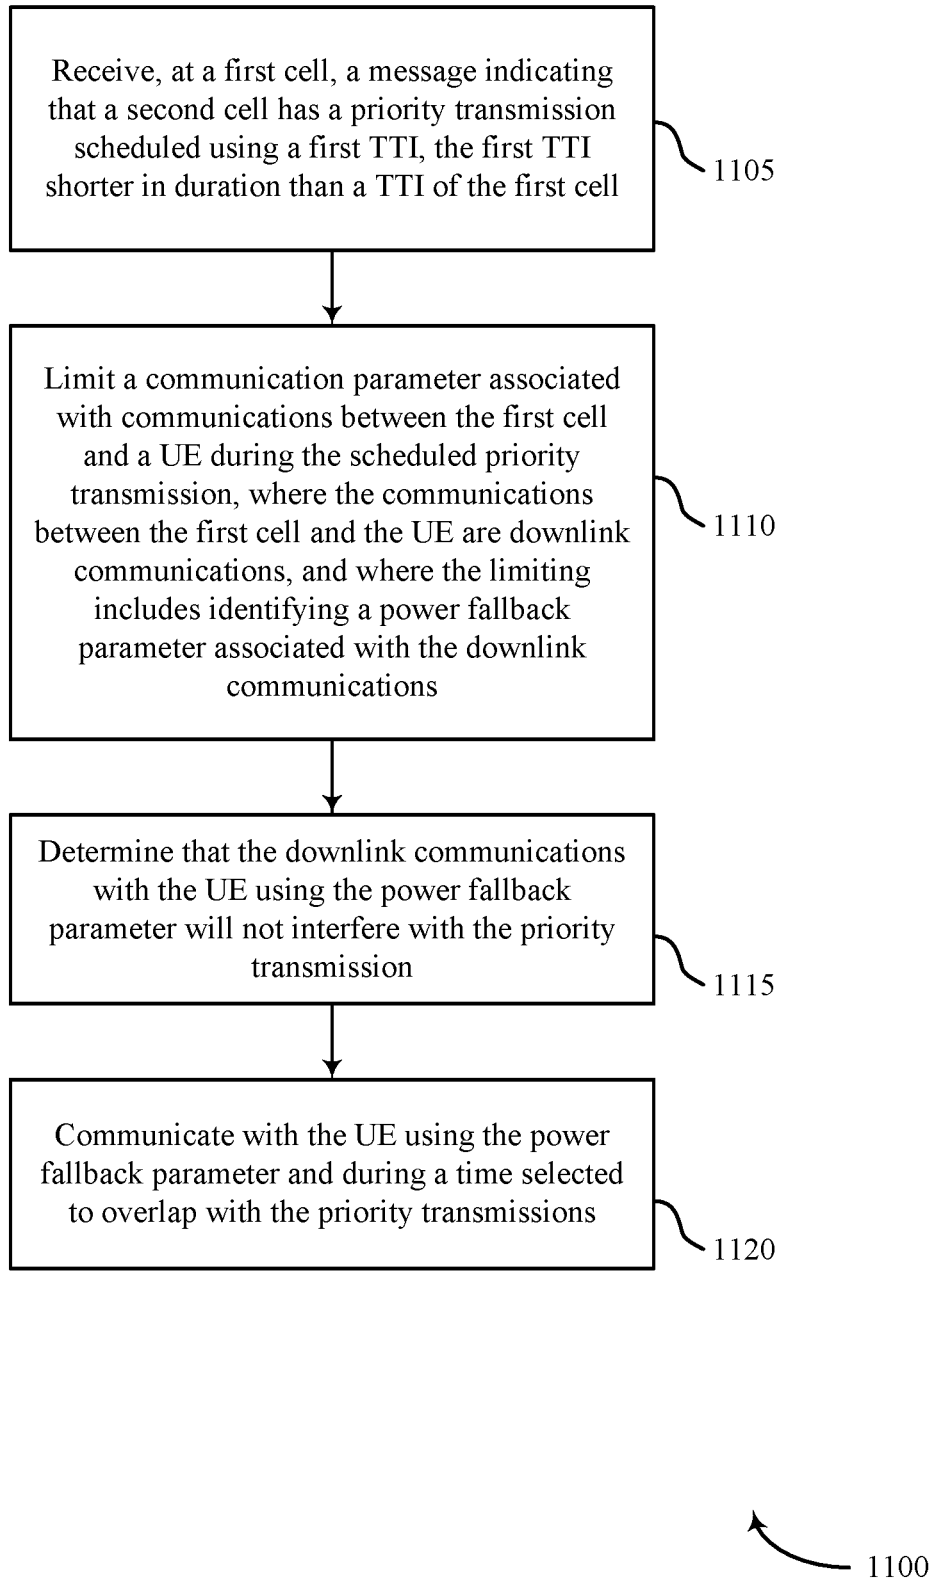 Receive, at a first cell, a message indicating
that a second cell has a priority transmission
scheduled using a first TTI, the first TTI
shorter in duration than a TTI of the first cell
1105
Limit a communication parameter associated
with communications between the first cell
and a UE during the scheduled priority
transmission, where the communications
between the first cell and the UE are downlink
communications, and where the limiting
includes identifying a power fallback
parameter associated with the downlink
communications
1110
Determine that the downlink communications
with the UE using the power fallback
parameter will not interfere with the priority
transmission
1115
Communicate with the UE using the power
fallback parameter and during a time selected
to overlap with the priority transmissions
1120
1100